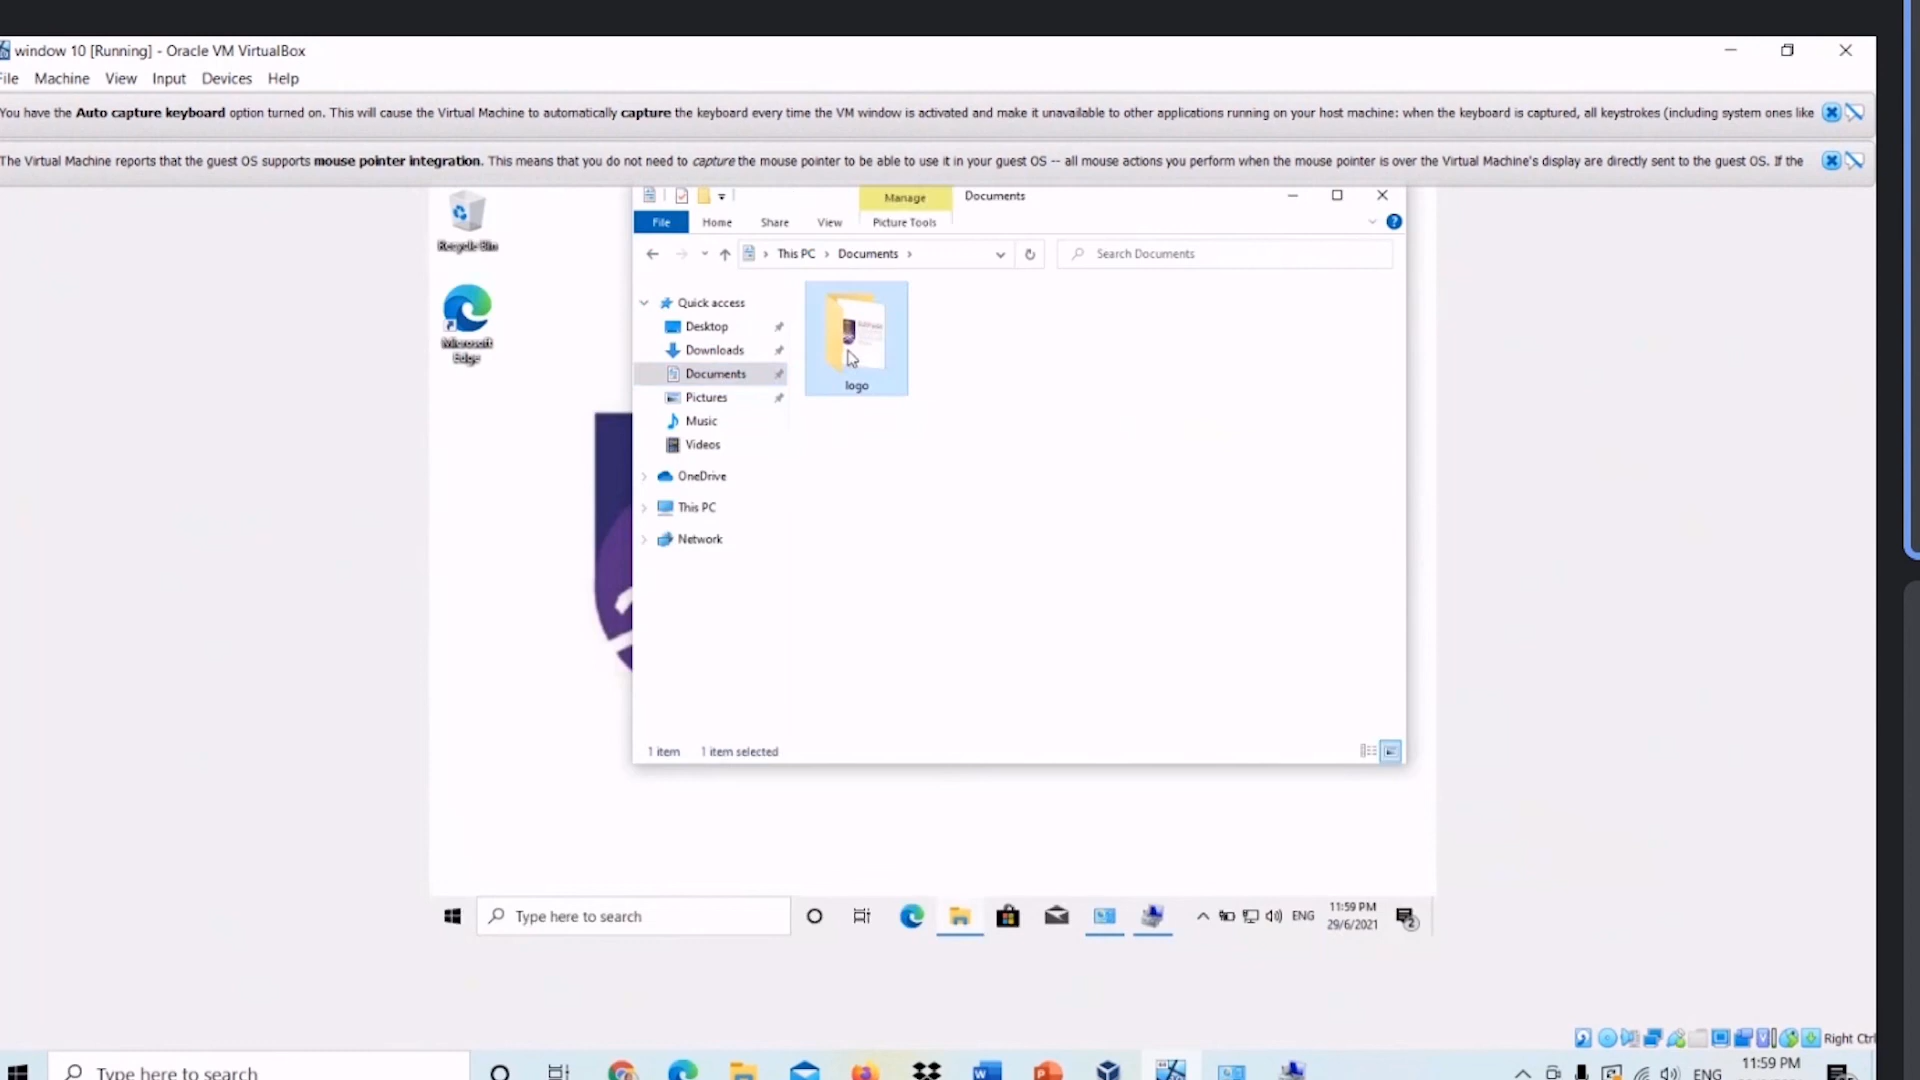 window 10 [Running] - Oracle VM VirtualBox
File Machine View Input Devices Help
You have the Auto capture keyboard option turned on. This will cause the Virtual Machine to automatically capture the keyboard every time the VM window is activated and make it unavailable to other applications running on your host machine: when the keyboard is captured, all keystrokes (including system ones like
The Virtual Machine reports that the guest OS supports mouse pointer integration. This means that you do not need to capture the mouse pointer to be able to use it in your guest OS -- all mouse actions you perform when the mouse pointer is over the Virtual Machine's display are directly sent to the guest OS. If the
Recycle Bin
Microsoft
Edge
Manage Documents
File Home Share View Picture Tools
This PC Documents Search Documents
Quick access
Desktop
Downloads
Documents
Pictures
Music
Videos
OneDrive
This PC
Network
logo
1 item 1 item selected
Type here to search
ENG
11:59 PM
29/6/2021
2
Right Ctrl
Type here to search
ENG
11:59 PM